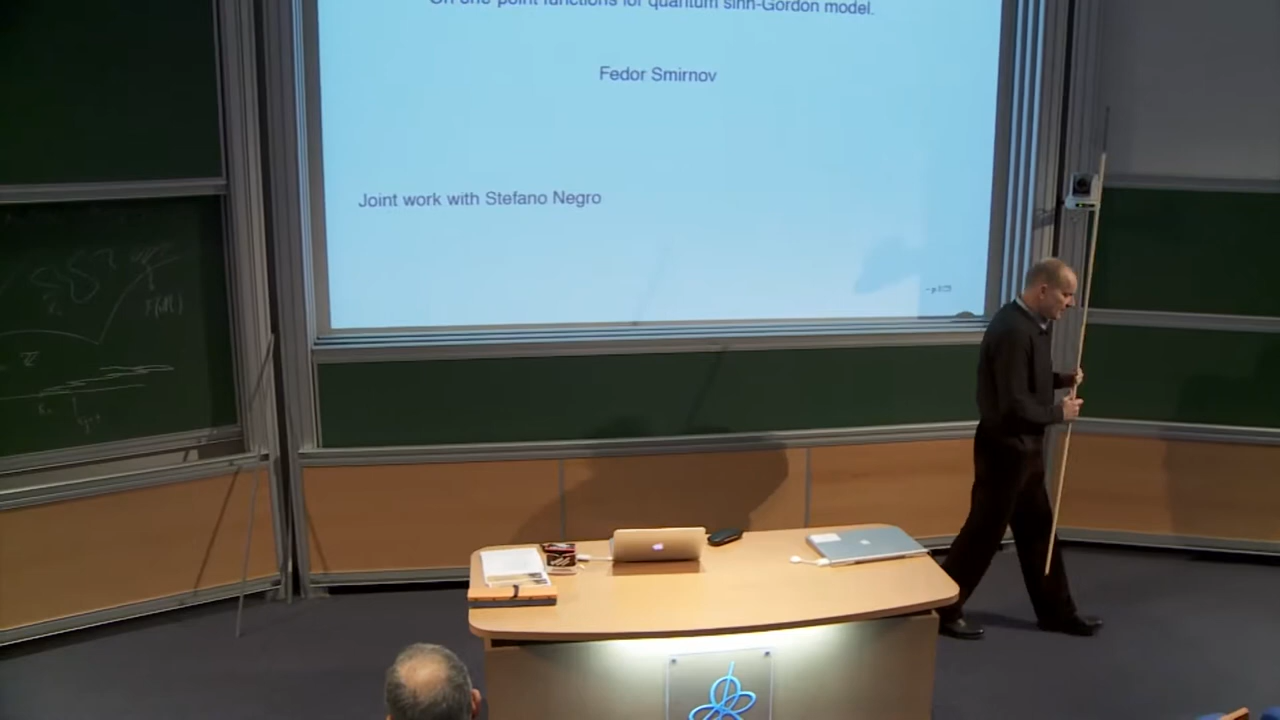 On one-point functions for quantum sinh-Gordon model.
Fedor Smirnov
Joint work with Stefano Negro